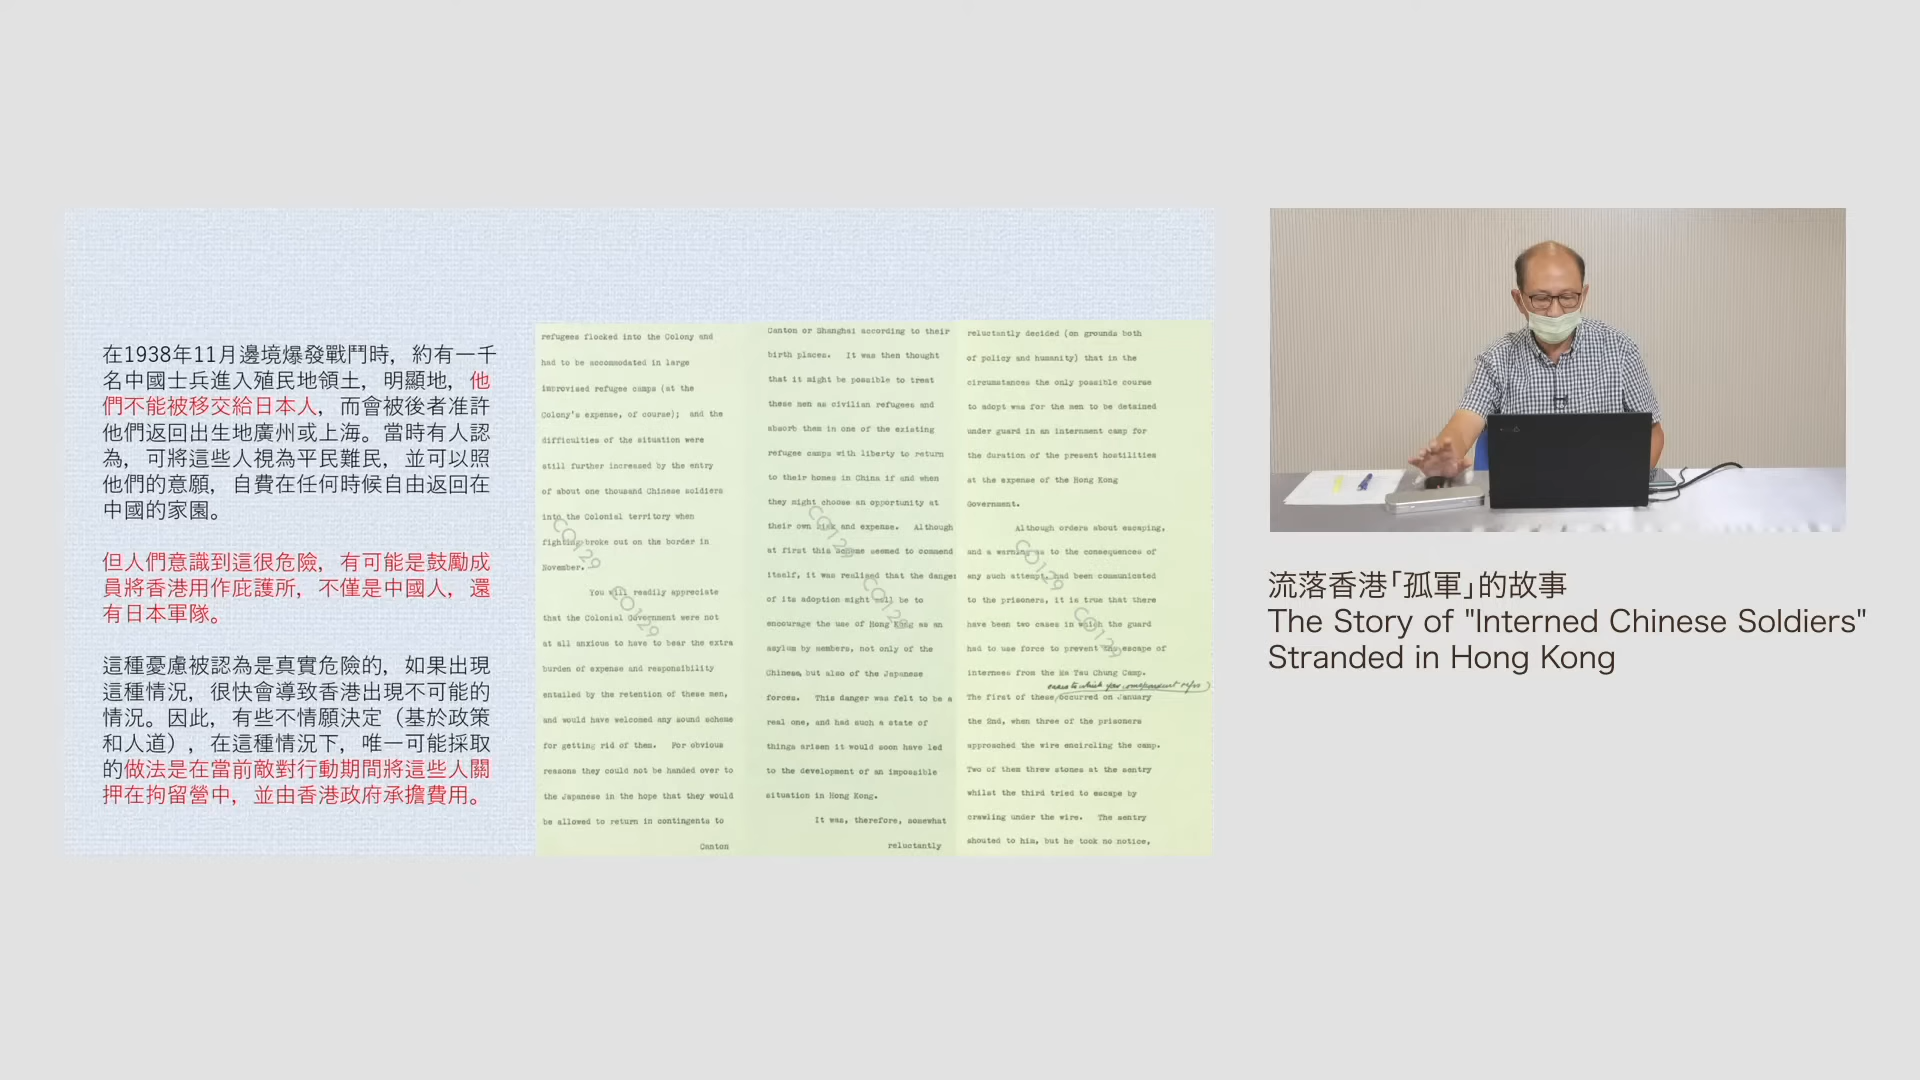 在1938年11月邊境爆發戰鬥時，約有一千
名中國士兵進入殖民地領土，明顯地，他
們不能被移交給日本人，而會被後者准許
他們返回出生地廣州或上海。當時有人認
為，可將這些人視為平民難民，並可以照
他們的意願，自費在任何時候自由返回在
中國的家園。
但人們意識到這很危險，有可能是鼓勵成
員將香港用作庇護所，不僅是中國人，還
有日本軍隊。
這種憂慮被認為是真實危險的，如果出現
這種情況，很快會導致香港出現不可能的
情況。因此，有些不情願決定（基於政策
和人道），在這種情況下，唯一可能採取
的做法是在當前敵對行動期間將這些人關
押在拘留營中，並由香港政府承擔費用。
refugees flocked into the Colony and
had to be accommodated in large
improvised refugee camps (at the
Colony's expense, of course); and the
difficulties of the situation were
still further increased by the entry
of about one thousand Chinese soldiers
into the Colonial territory when
fighting broke out on the border in
November.
You will readily appreciate
that the Colonial Government were not
at all anxious to have to bear the extra
burden of expense and responsibility
entailed by the retention of these men,
and would have welcomed any sound scheme
for getting rid of them. For obvious
reasons they could not be handed over to
the Japanese in the hope that they would
be allowed to return in contingents to
Canton
CO129
CO129
Canton or Shanghai according to their
birth places. It was then thought
that it might be possible to treat
these men as civilian refugees and
absorb them in one of the existing
refugee camps with liberty to return
to their homes in China if and when
they might choose an opportunity at
their own risk and expense. Although
at first this scheme seemed to commend
itself, it was realised that the danger
of its adoption might well be to
encourage the use of Hong Kong as an
asylum by members, not only of the
Chinese, but also of the Japanese
forces. This danger was felt to be a
real one, and had such a state of
things arisen it would soon have led
to the development of an impossible
situation in Hong Kong.
It was, therefore, somewhat
reluctantly
CO129
CO129
reluctantly decided (on grounds both
of policy and humanity) that in the
circumstances the only possible course
to adopt was for the men to be detained
under guard in an internment camp for
the duration of the present hostilities
at the expense of the Hong Kong
Government.
Although orders about escaping,
and a warning as to the consequences of
any such attempt, had been communicated
to the prisoners, it is true that there
have been two cases in which the guard
had to use force to prevent the escape of
internees from the Ma Tau Chung Camp.
The first of these occurred on January
the 2nd, when three of the prisoners
approached the wire encircling the camp.
Two of them threw stones at the sentry
whilst the third tried to escape by
crawling under the wire. The sentry
shouted to him, but he took no notice,
CO129
CO129
流落香港「孤軍」的故事
The Story of "Interned Chinese Soldiers"
Stranded in Hong Kong